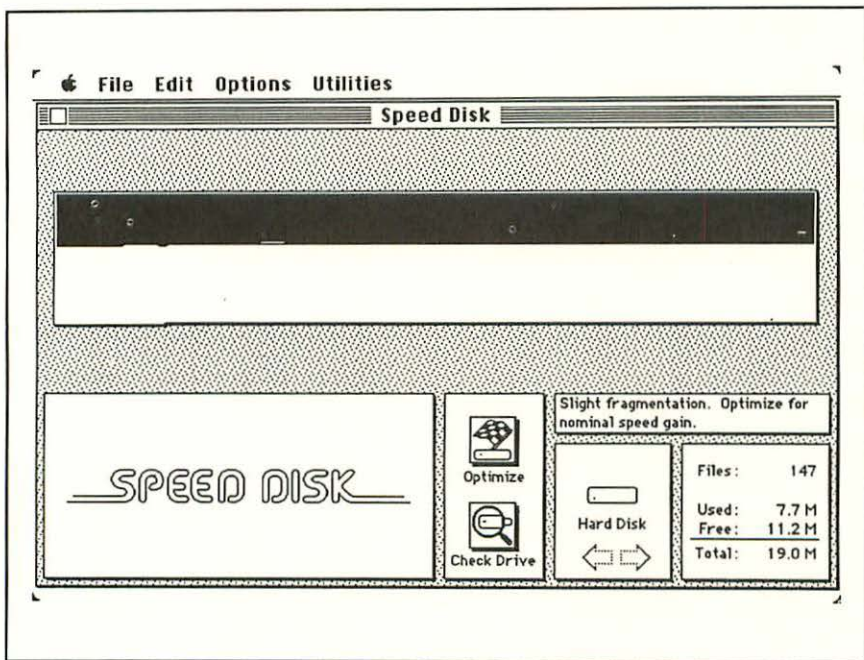 File Edit Options Utilities
Speed Disk
SPEED DISK
Optimize
Check Drive
Slight fragmentation. Optimize for
nominal speed gain.
Hard Disk
Files: 147
Used: 7.7 M
Free: 11.2 M
Total: 19.0 M